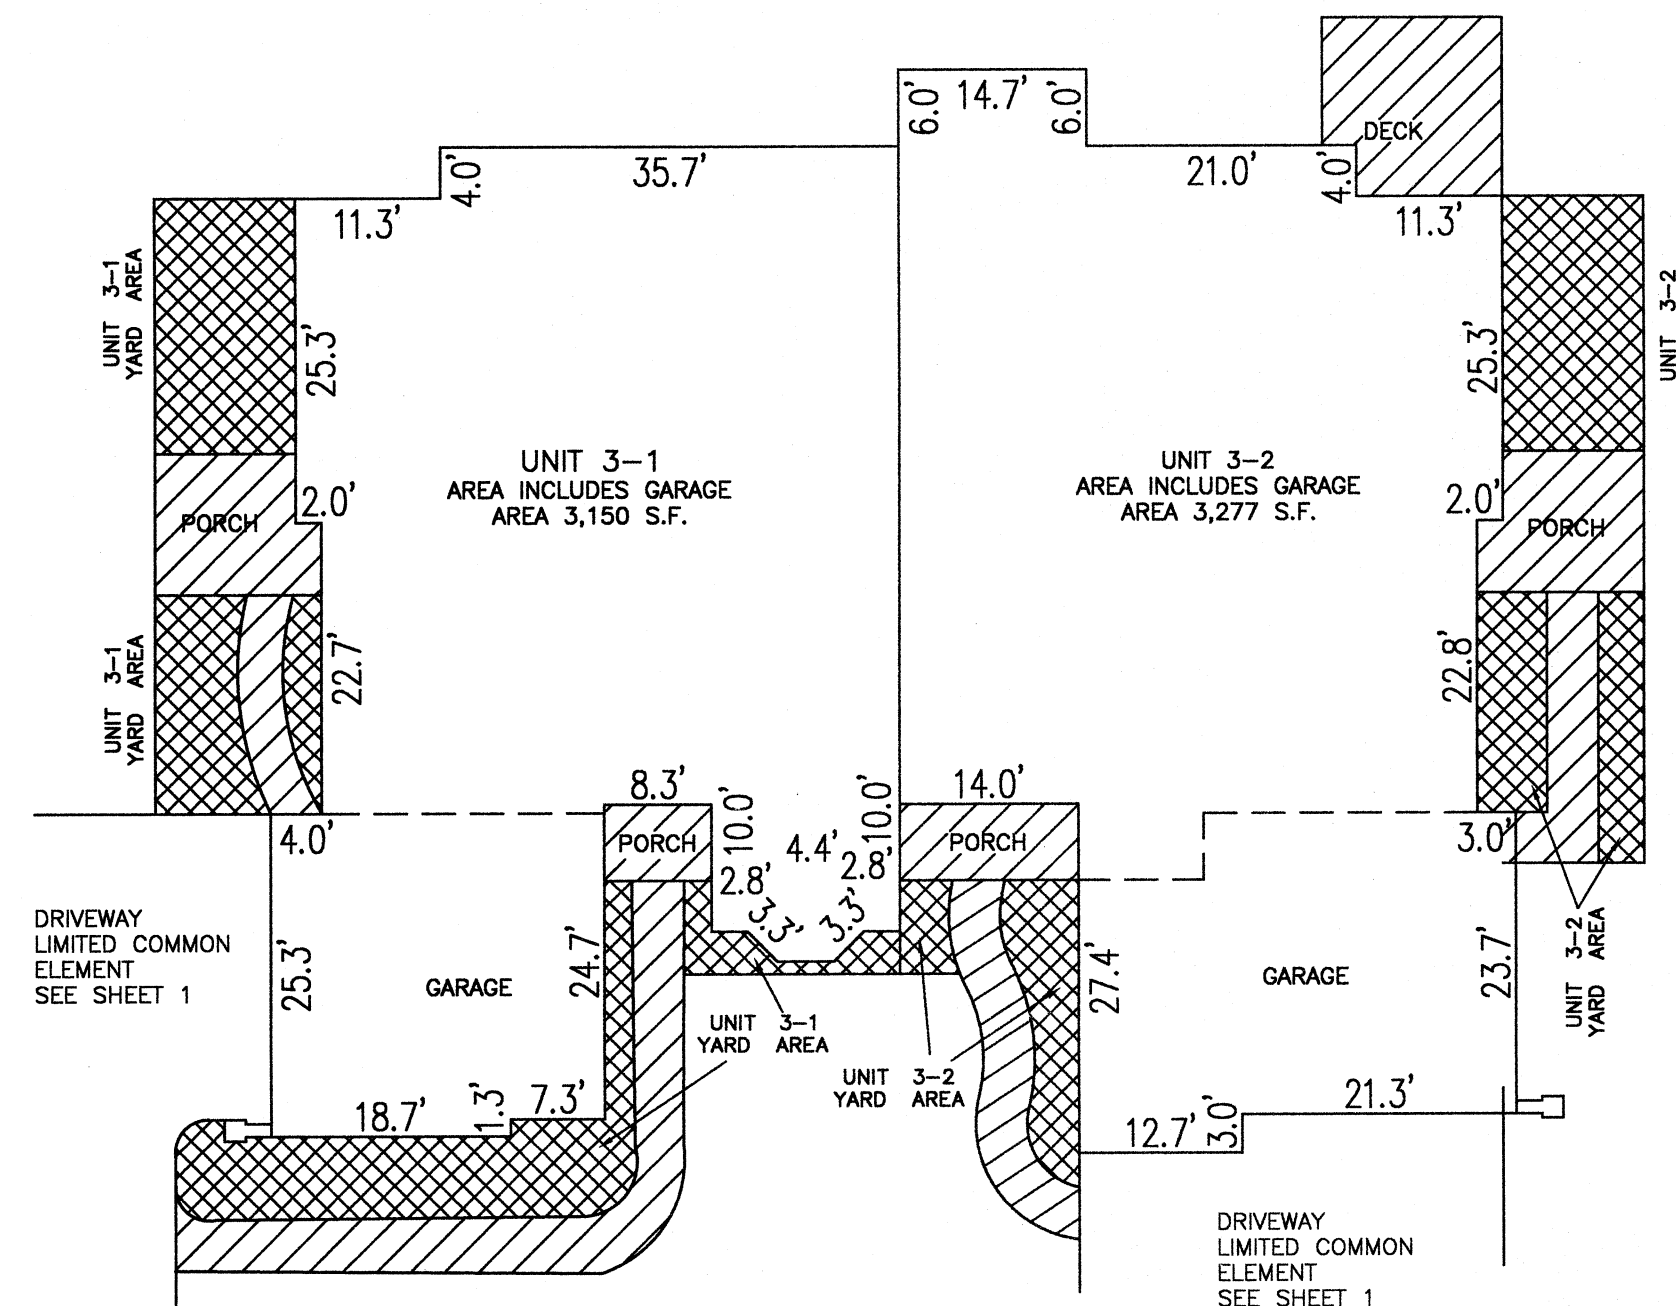 6.0'
14.7'
6.0'
DECK
35.7'
4.0'
21.0'
4.0'
11.3'
11.3'
UNIT 3-1
YARD AREA
25.3'
25.3'
UNIT 3-2
UNIT 3-1
AREA INCLUDES GARAGE
AREA 3,150 S.F.
UNIT 3-2
AREA INCLUDES GARAGE
AREA 3,277 S.F.
2.0'
PORCH
2.0'
PORCH
UNIT 3-1
YARD AREA
22.7'
22.8'
8.3'
14.0'
4.0'
PORCH
10.0'
4.4'
10.0'
PORCH
3.0'
2.8'
2.8'
3.3'
3.3'
DRIVEWAY
LIMITED COMMON
ELEMENT
SEE SHEET 1
25.3'
GARAGE
24.7'
27.4'
GARAGE
23.7'
UNIT 3-2
YARD AREA
UNIT 3-1
YARD AREA
UNIT 3-2
YARD AREA
18.7'
1.3'
7.3'
12.7'
3.0'
21.3'
DRIVEWAY
LIMITED COMMON
ELEMENT
SEE SHEET 1